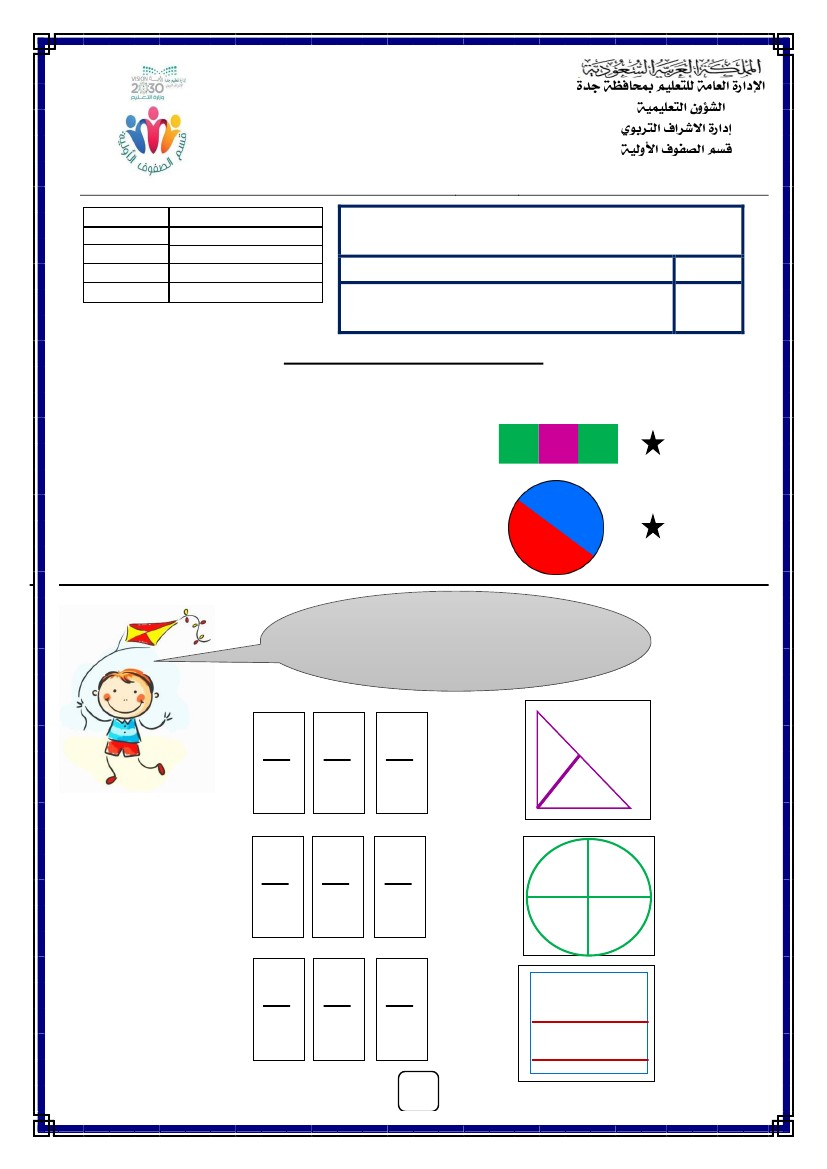 المملكة العربية السعودية
الإدارة العامة للتعليم بمحافظة جدة
الشؤون التعليمية
إدارة الاشراف التربوي
قسم الصفوف الأولية
VISION رؤية
2030
وزارة التعليم
قسم الصفوف الأولية